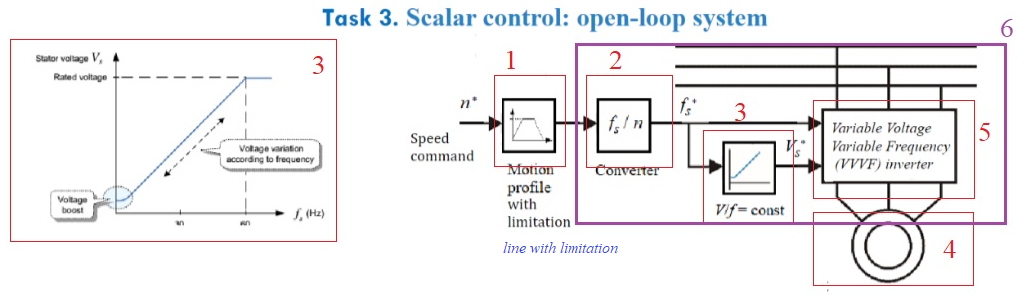 Task 3. Scalar control: open-loop system
6
3
Stator voltage Vs
Rated voltage
Voltage variation
according to frequency
Voltage
boost
30
60
fs (Hz)
1
2
n*
fs*
Speed
command
fs / n
3
Vs*
Variable Voltage
Variable Frequency
(VVVF) inverter
5
Motion
profile
with
limitation
Converter
V/f = const
line with limitation
4